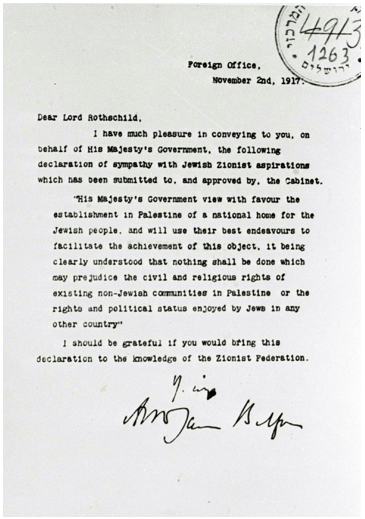 4913
1263
ירושלים
Foreign Office,
November 2nd, 1917.
Dear Lord Rothschild,
I have much pleasure in conveying to you, on
behalf of His Majesty's Government, the following
declaration of sympathy with Jewish Zionist aspirations
which has been submitted to, and approved by, the Cabinet.
"His Majesty's Government view with favour the
establishment in Palestine of a national home for the
Jewish people, and will use their best endeavours to
facilitate the achievement of this object, it being
clearly understood that nothing shall be done which
may prejudice the civil and religious rights of
existing non-Jewish communities in Palestine or the
rights and political status enjoyed by Jews in any
other country"
I should be grateful if you would bring this
declaration to the knowledge of the Zionist Federation.